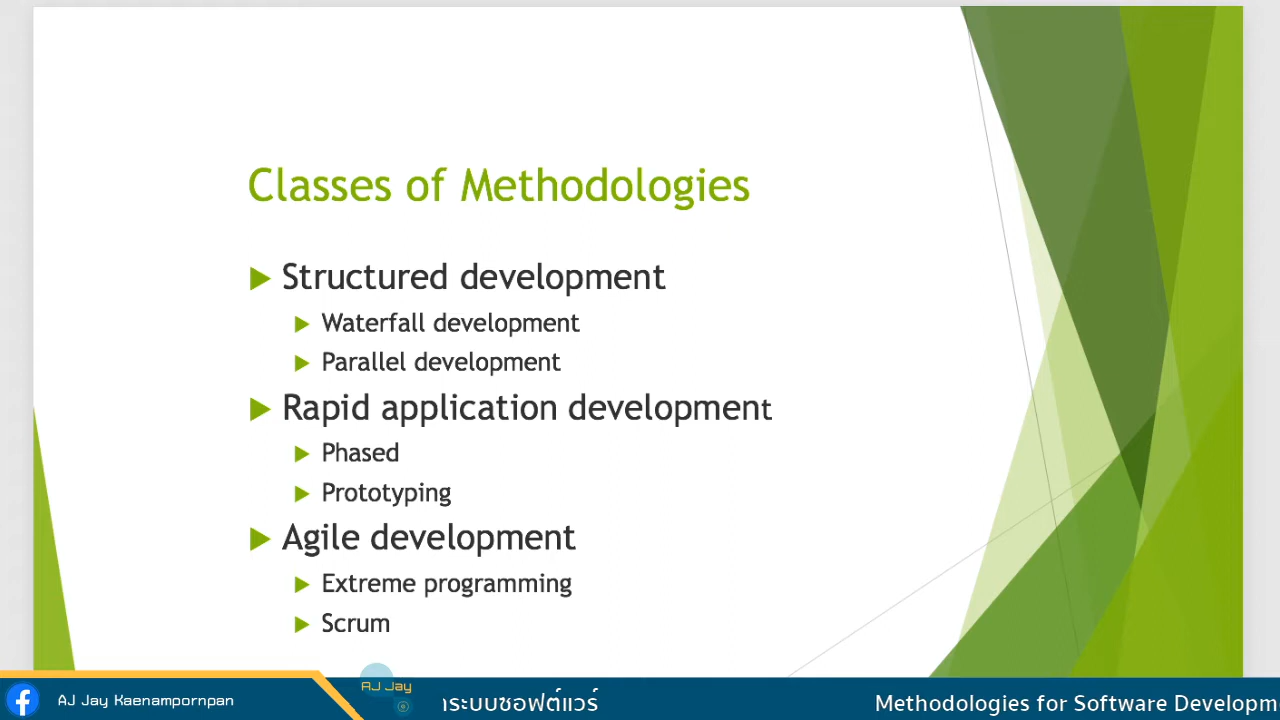 Classes of Methodologies
Structured development
Waterfall development
Parallel development
Rapid application development
Phased
Prototyping
Agile development
Extreme programming
Scrum
AJ Jay
AJ Jay Kaenampornpan
าระบบซอฟต์แวร์
Methodologies for Software Developm